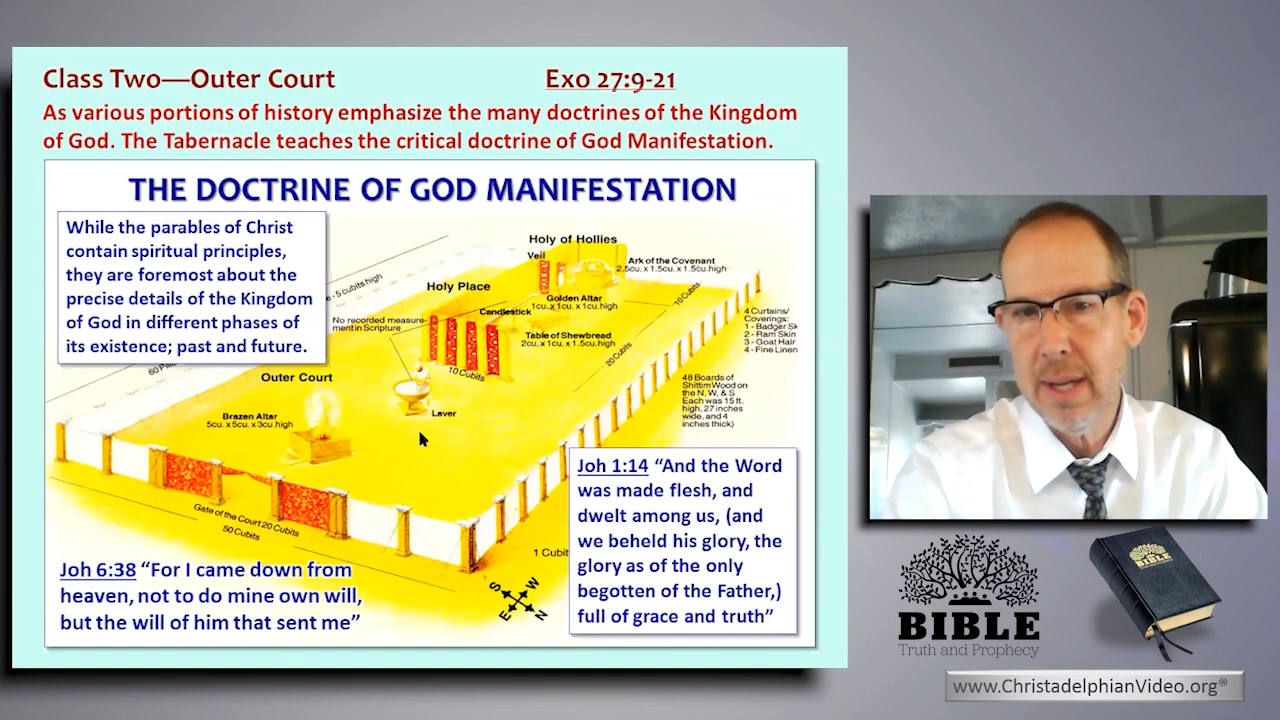 Class Two—Outer Court Exo 27:9-21
As various portions of history emphasize the many doctrines of the Kingdom
of God. The Tabernacle teaches the critical doctrine of God Manifestation.
THE DOCTRINE OF GOD MANIFESTATION
While the parables of Christ
contain spiritual principles,
they are foremost about the
precise details of the Kingdom
of God in different phases of
its existence; past and future.
Holy of Hollies
Veil
Ark of the Covenant
2.5cu. x 1.5cu. x 1.5cu.high
e - 5 cubits high
Holy Place
Golden Altar
1cu. x 1cu. x 1cu.high
10 Cubits
Candlestick
No recorded measure-
ment in Scripture
Table of Shewbread
2cu. x 1cu. x 1.5cu.high
4 Curtains/
Coverings:
1 - Badger Sk
2 - Ram Skin
3 - Goat Hair
4 - Fine Linen
20 Cubits
10 Cubits
60
Outer Court
48 Boards of
Shittim Wood on
the N, W, & S
Each was 15 ft.
high, 27 inches
wide, and 4
inches thick)
Brazen Altar
5cu. x 5cu. x 3cu.high
Laver
Gate of the Court 20 Cubits
50 Cubits
1 Cubit
S W
E N
Joh 1:14 “And the Word
was made flesh, and
dwelt among us, (and
we beheld his glory, the
glory as of the only
begotten of the Father,)
full of grace and truth”
Joh 6:38 “For I came down from
heaven, not to do mine own will,
but the will of him that sent me”
BIBLE
Truth and Prophecy
www.ChristadelphianVideo.org®